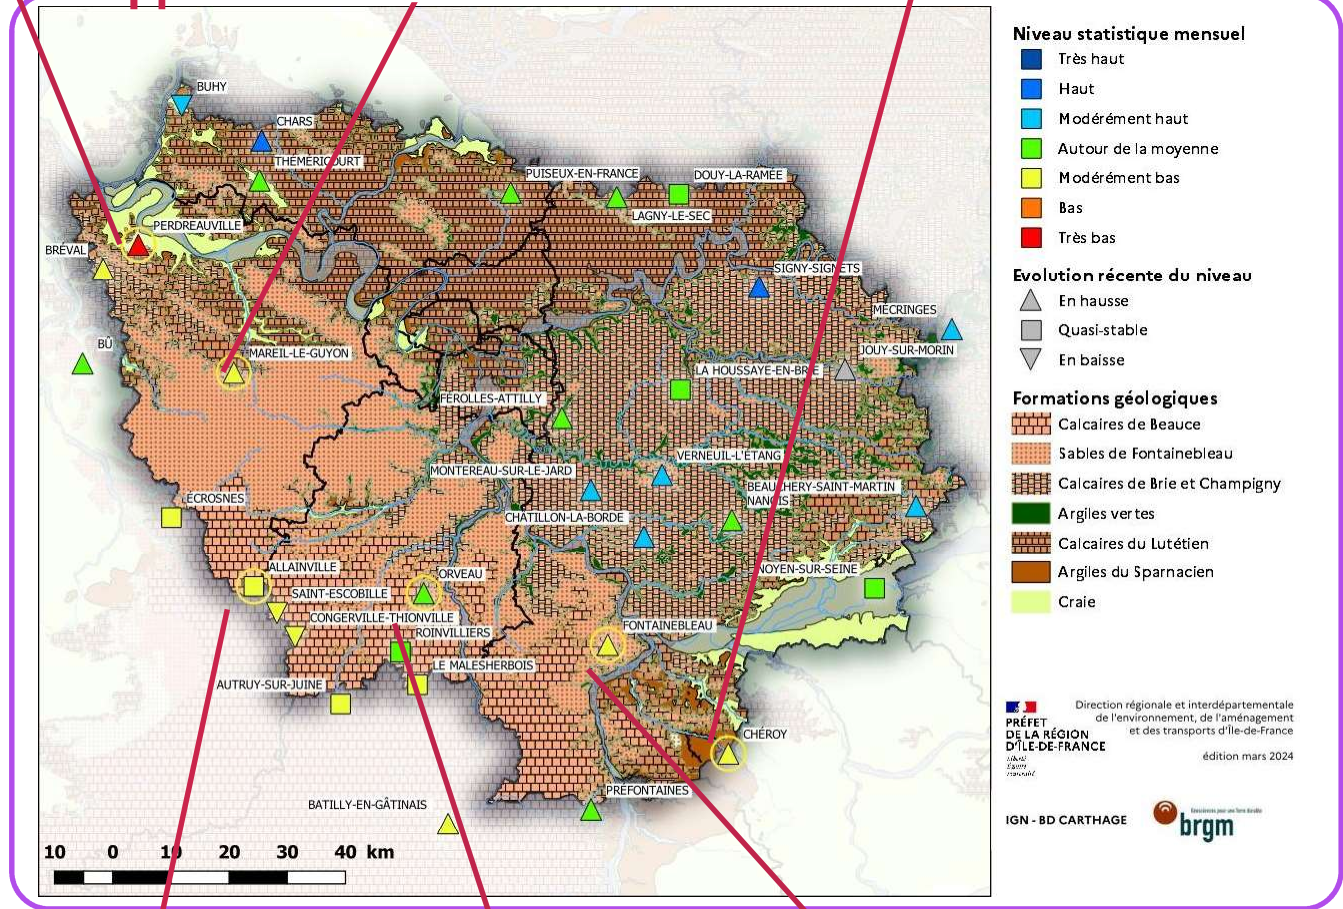 BUHY
CHARS
THÉMÉRICOURT
PUISEUX-EN-FRANCE
DOUY-LA-RAMÉE
LAGNY-LE-SEC
PERDREAUVILLE
BRÉVAL
SIGNY-SIGNETS
MÉCRINGES
BÛ
MAREIL-LE-GUYON
JOUY-SUR-MORIN
LA HOUSSAYE-EN-BRIE
FÉROLLES-ATTILLY
MONTEREAU-SUR-LE-JARD
VERNEUIL-L'ÉTANG
ÉCROSNES
BEAUCHERY-SAINT-MARTIN
NANGIS
CHÂTILLON-LA-BORDE
ALLAINVILLE
ORVEAU
NOYEN-SUR-SEINE
SAINT-ESCOBILLE
CONGERVILLE-THIONVILLE
ROINVILLIERS
FONTAINEBLEAU
LE MALESHERBOIS
AUTRUY-SUR-JUINE
CHÉROY
PRÉFONTAINES
BATILLY-EN-GÂTINAIS
10 0 10 20 30 40 km
Niveau statistique mensuel
Très haut
Haut
Modérément haut
Autour de la moyenne
Modérément bas
Bas
Très bas
Evolution récente du niveau
En hausse
Quasi-stable
En baisse
Formations géologiques
Calcaires de Beauce
Sables de Fontainebleau
Calcaires de Brie et Champigny
Argiles vertes
Calcaires du Lutétien
Argiles du Sparnacien
Craie
PRÉFET
DE LA RÉGION
D'ÎLE-DE-FRANCE
Direction régionale et interdépartementale
de l'environnement, de l'aménagement
et des transports d'Île-de-France
édition mars 2024
IGN - BD CARTHAGE
brgm